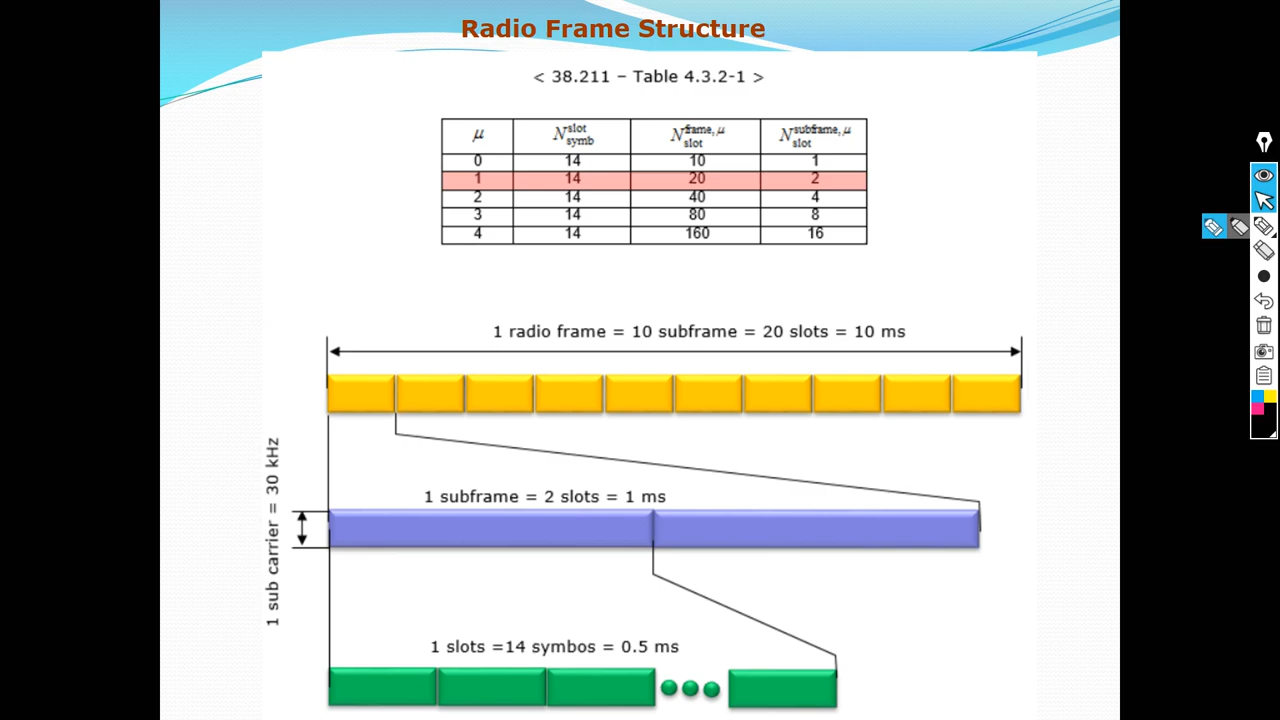 Radio Frame Structure
< 38.211 – Table 4.3.2-1 >
μ N slot symb N frame, μ slot N subframe, μ slot
0 14 10 1
1 14 20 2
2 14 40 4
3 14 80 8
4 14 160 16
1 radio frame = 10 subframe = 20 slots = 10 ms
1 sub carrier = 30 kHz
1 subframe = 2 slots = 1 ms
1 slots =14 symbos = 0.5 ms